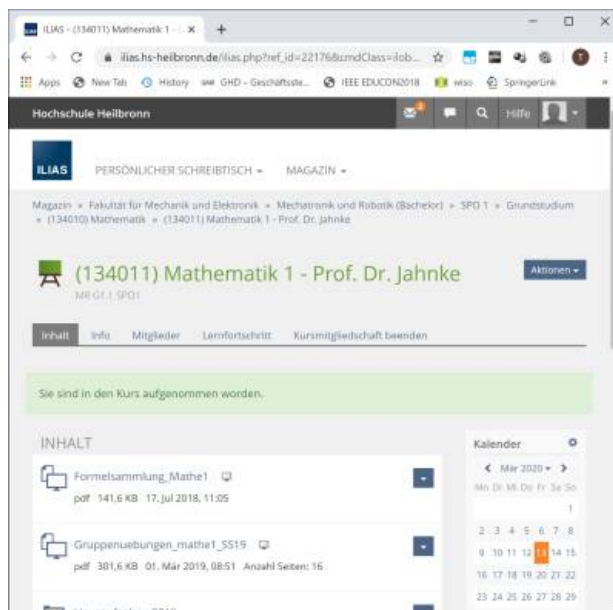 ILIAS - (134011) Mathematik 1 -
ilias.hs-heilbronn.de/ilias.php?ref_id=22176&cmdClass=ilob...
Apps New Tab History GHD - Geschäftsste... IEEE EDUCON2018 wiso SpringerLink »
Hochschule Heilbronn Hilfe
ILIAS PERSÖNLICHER SCHREIBTISCH MAGAZIN
Magazin » Fakultät für Mechanik und Elektronik » Mechatronik und Robotik (Bachelor) » SPO 1 » Grundstudium
» (134010) Mathematik » (134011) Mathematik 1 - Prof. Dr. Jahnke
(134011) Mathematik 1 - Prof. Dr. Jahnke Aktionen
MR G1.1 SPO1
Inhalt Info Mitglieder Lernfortschritt Kursmitgliedschaft beenden
Sie sind in den Kurs aufgenommen worden.
INHALT
Formelsammlung_Mathe1
pdf 141,6 KB 17. Jul 2018, 11:05
Gruppenuebungen_mathe1_SS19
pdf 301,6 KB 01. Mär 2019, 08:51 Anzahl Seiten: 16
Kalender
Mär 2020
Mo Di Mi Do Fr Sa So
1
2 3 4 5 6 7 8
9 10 11 12 13 14 15
16 17 18 19 20 21 22
23 24 25 26 27 28 29